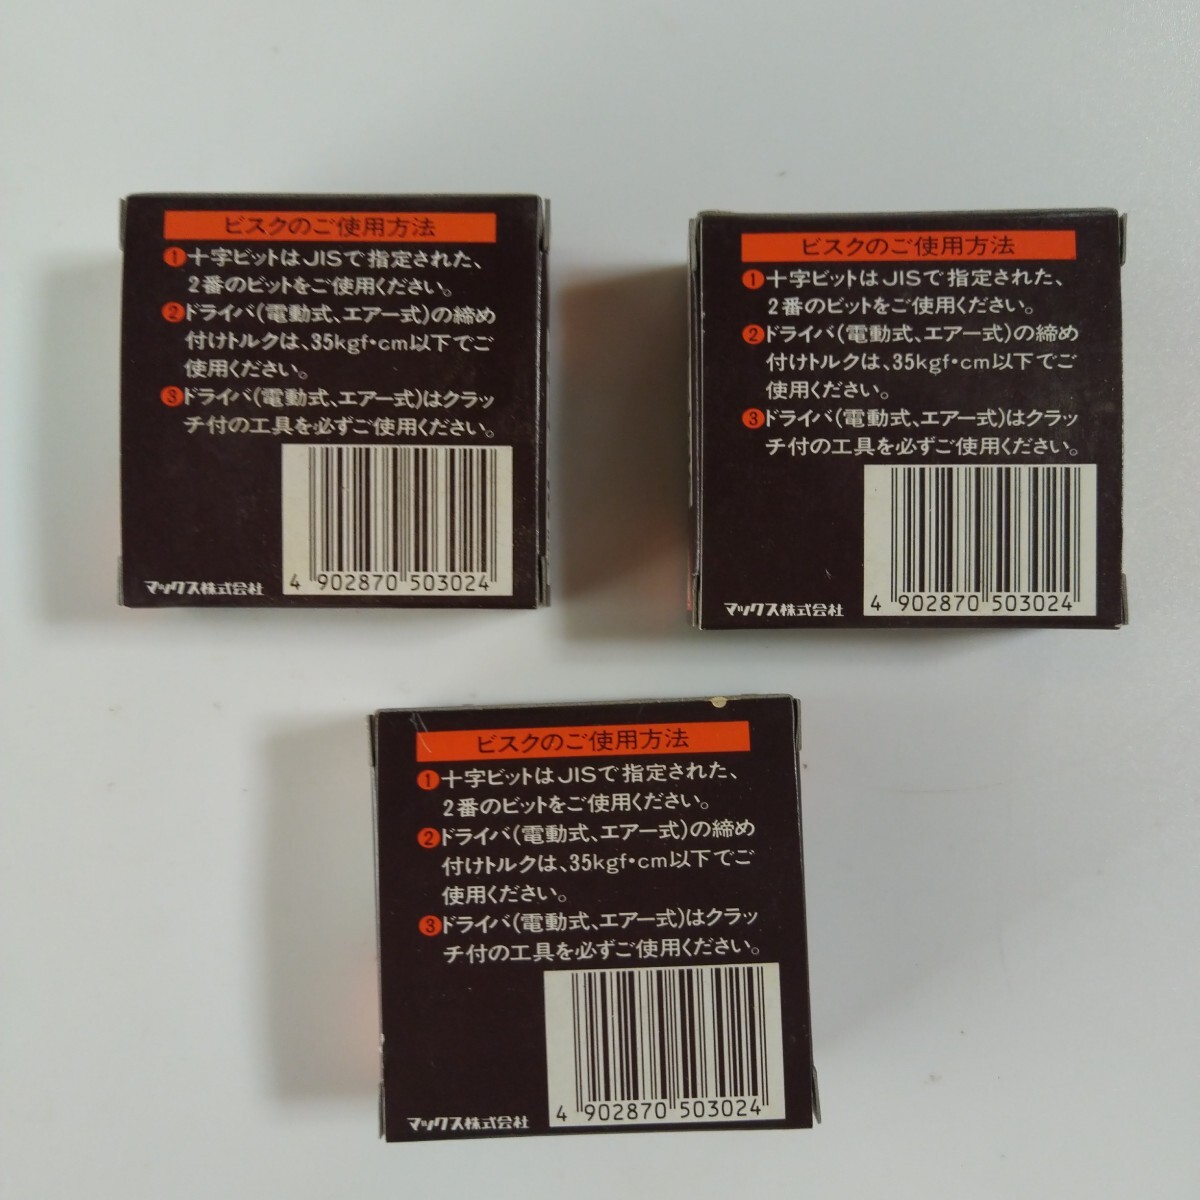 ビスクのご使用方法
❶十字ビットはJISで指定された、
2番のビットをご使用ください。
❷ドライバ(電動式、エアー式)の締め
付けトルクは、35kgf・cm以下でご
使用ください。
❸ドライバ(電動式、エアー式)はクラッ
チ付の工具を必ずご使用ください。
4 902870 503024
マックス株式会社
ビスクのご使用方法
❶十字ビットはJISで指定された、
2番のビットをご使用ください。
❷ドライバ(電動式、エアー式)の締め
付けトルクは、35kgf・cm以下でご
使用ください。
❸ドライバ(電動式、エアー式)はクラッ
チ付の工具を必ずご使用ください。
4 902870 503024
マックス株式会社
ビスクのご使用方法
❶十字ビットはJISで指定された、
2番のビットをご使用ください。
❷ドライバ(電動式、エアー式)の締め
付けトルクは、35kgf・cm以下でご
使用ください。
❸ドライバ(電動式、エアー式)はクラッ
チ付の工具を必ずご使用ください。
4 902870 503024
マックス株式会社